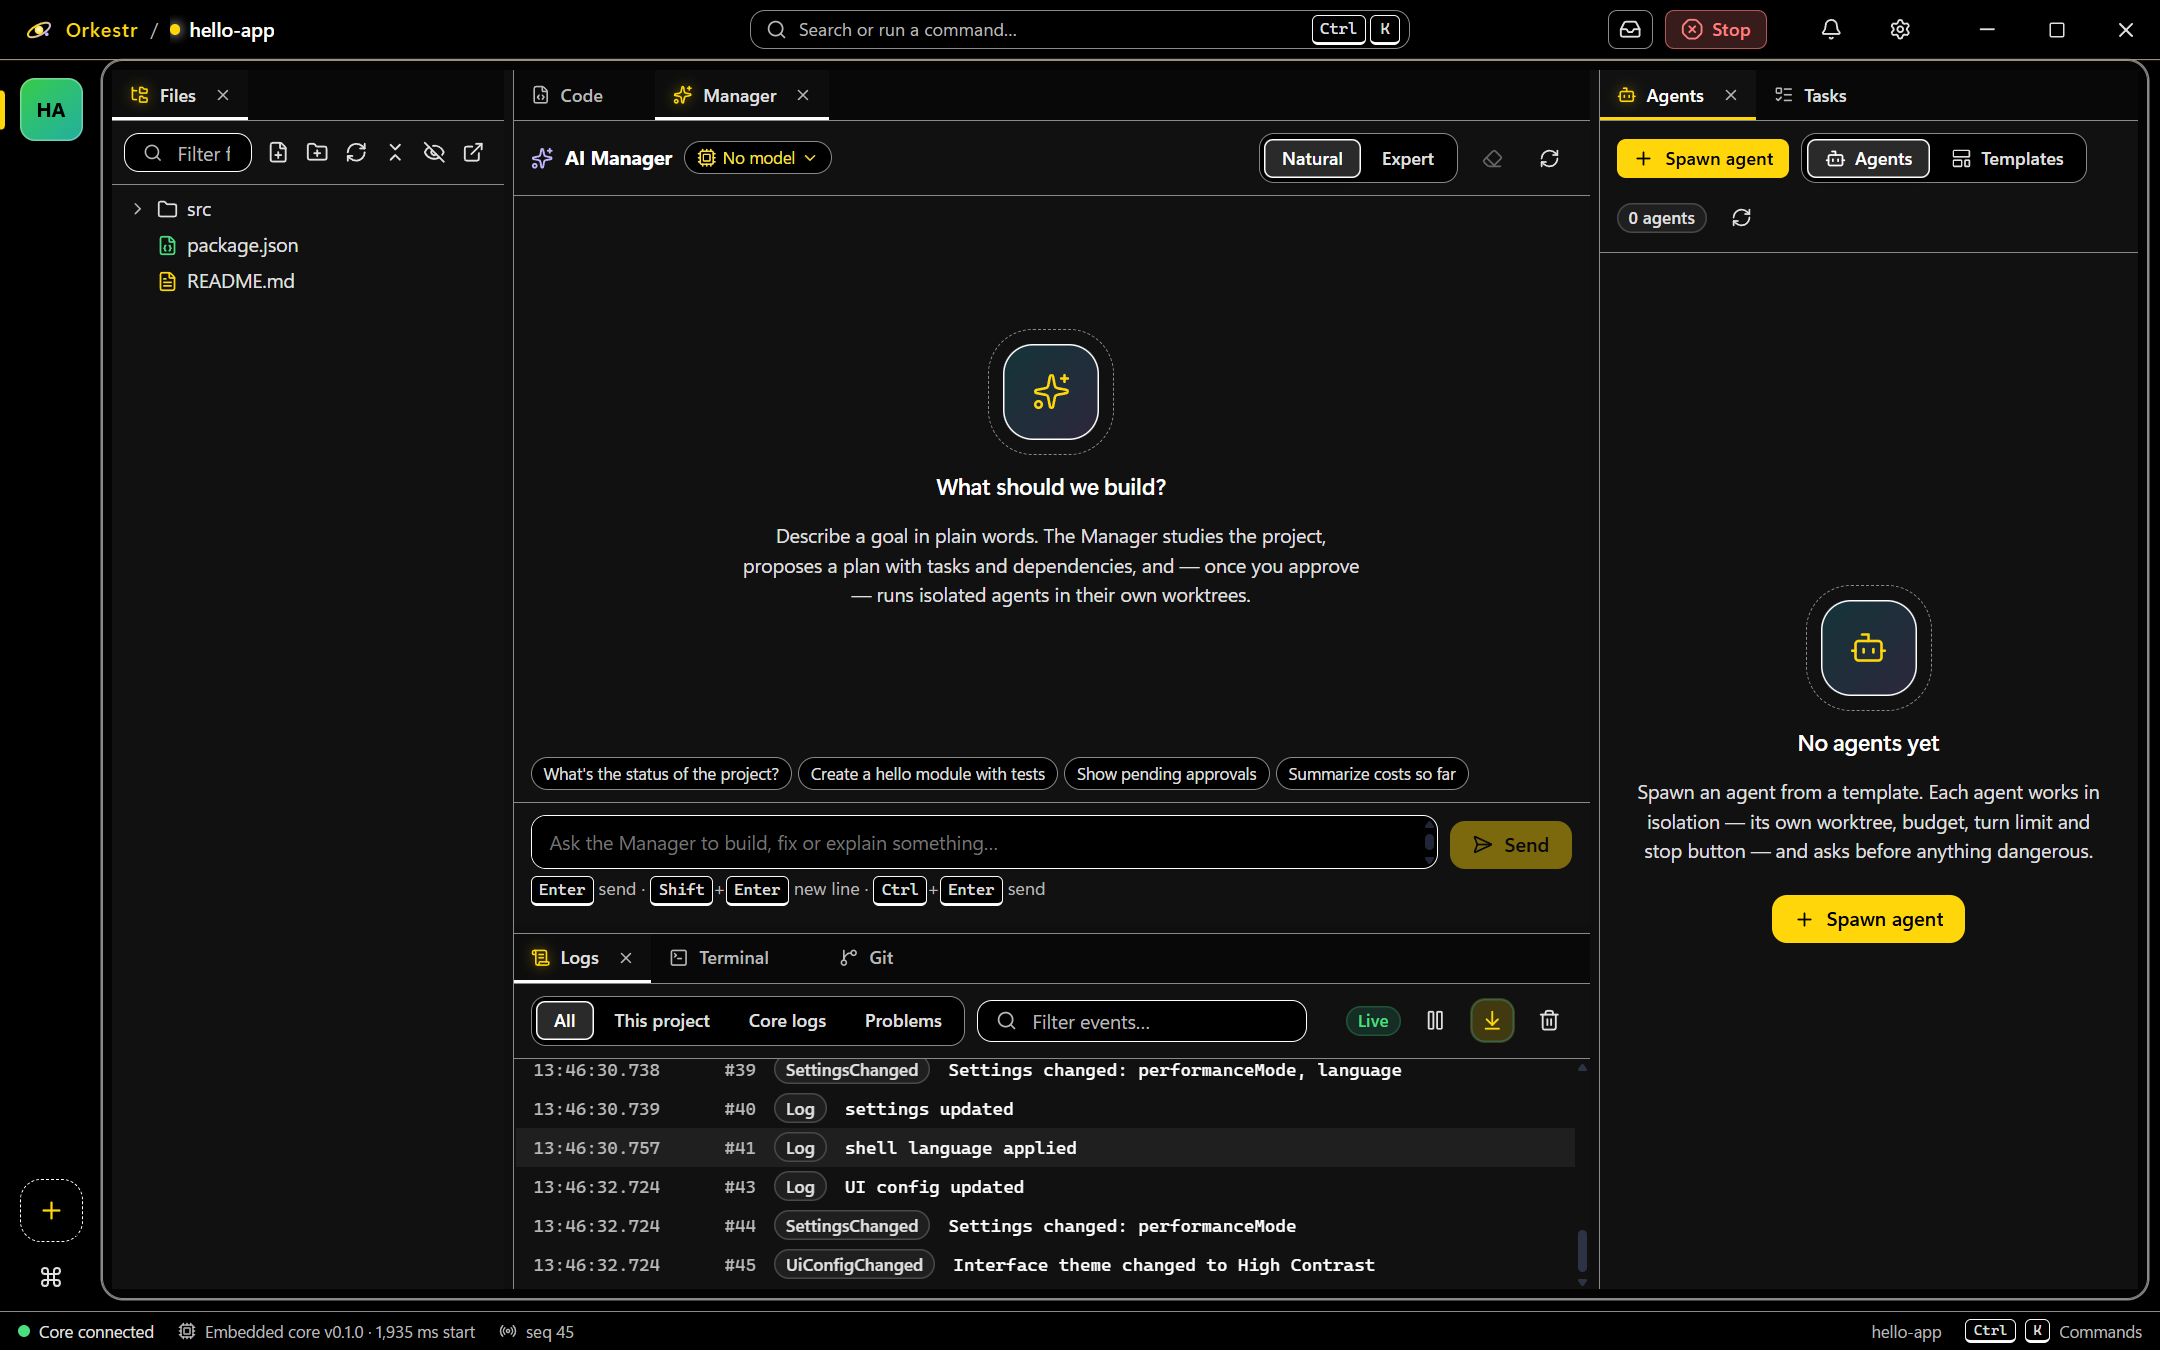 Orkestr / hello-app
Search or run a command...
Ctrl K
Stop
HA
Files
Filter f
src
package.json
README.md
Code
Manager
AI Manager
No model
Natural
Expert
What should we build?
Describe a goal in plain words. The Manager studies the project,
proposes a plan with tasks and dependencies, and — once you approve
— runs isolated agents in their own worktrees.
What's the status of the project?
Create a hello module with tests
Show pending approvals
Summarize costs so far
Ask the Manager to build, fix or explain something...
Send
Enter send · Shift + Enter new line · Ctrl + Enter send
Logs
Terminal
Git
All
This project
Core logs
Problems
Filter events...
Live
13:46:30.738 #39 SettingsChanged Settings changed: performanceMode, language
13:46:30.739 #40 Log settings updated
13:46:30.757 #41 Log shell language applied
13:46:32.724 #43 Log UI config updated
13:46:32.724 #44 SettingsChanged Settings changed: performanceMode
13:46:32.724 #45 UiConfigChanged Interface theme changed to High Contrast
Agents
Tasks
Spawn agent
Agents
Templates
0 agents
No agents yet
Spawn an agent from a template. Each agent works in
isolation — its own worktree, budget, turn limit and
stop button — and asks before anything dangerous.
Spawn agent
Core connected
Embedded core v0.1.0 · 1,935 ms start
seq 45
hello-app
Ctrl K Commands